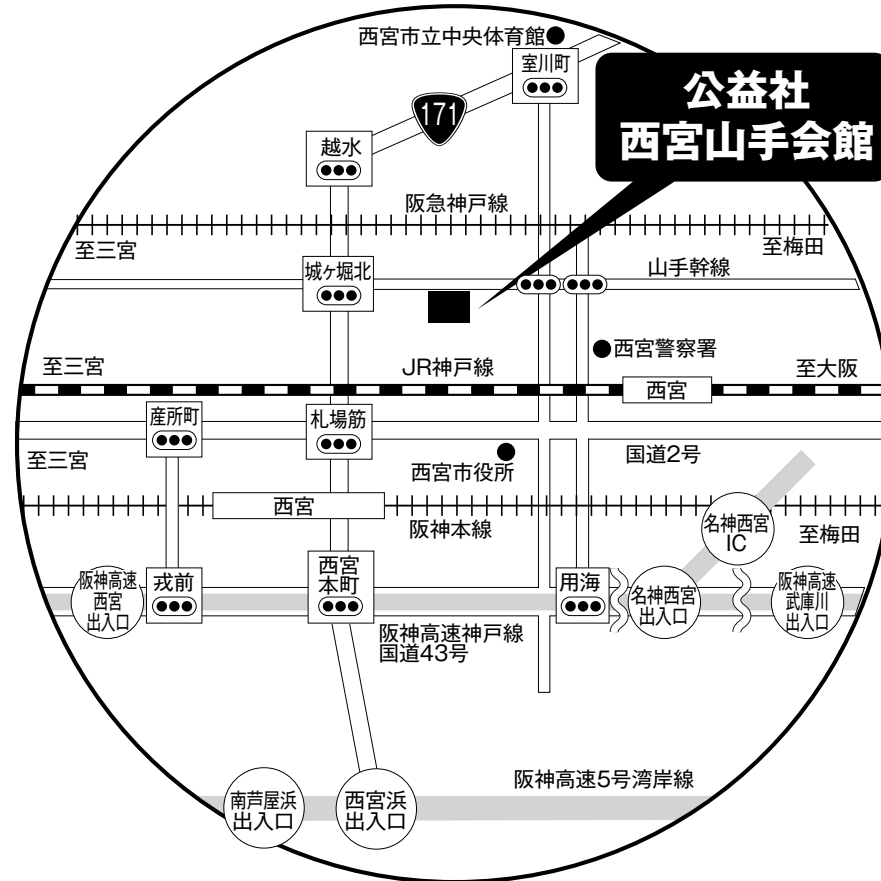 西宮市立中央体育館
室川町
公益社
西宮山手会館
171
越水
阪急神戸線
至三宮
至梅田
城ヶ堀北
山手幹線
西宮警察署
至三宮
JR神戸線
至大阪
西宮
産所町
札場筋
至三宮
西宮市役所
国道2号
西宮
阪神本線
名神西宮
IC
至梅田
阪神高速
西宮
出入口
戎前
西宮
本町
用海
名神西宮
出入口
阪神高速
武庫川
出入口
阪神高速神戸線
国道43号
阪神高速5号湾岸線
南芦屋浜
出入口
西宮浜
出入口